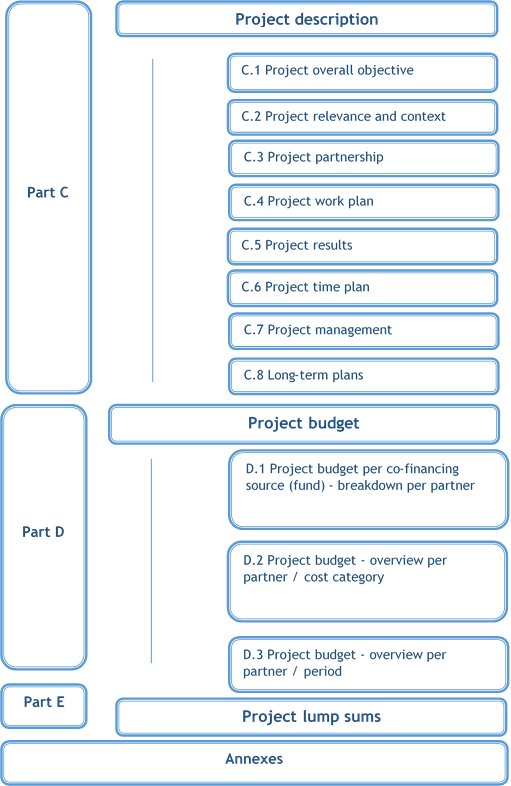 Project description
Part C
C.1 Project overall objective
C.2 Project relevance and context
C.3 Project partnership
C.4 Project work plan
C.5 Project results
C.6 Project time plan
C.7 Project management
C.8 Long-term plans
Project budget
Part D
D.1 Project budget per co-financing
source (fund) - breakdown per partner
D.2 Project budget - overview per
partner / cost category
D.3 Project budget - overview per
partner / period
Part E
Project lump sums
Annexes